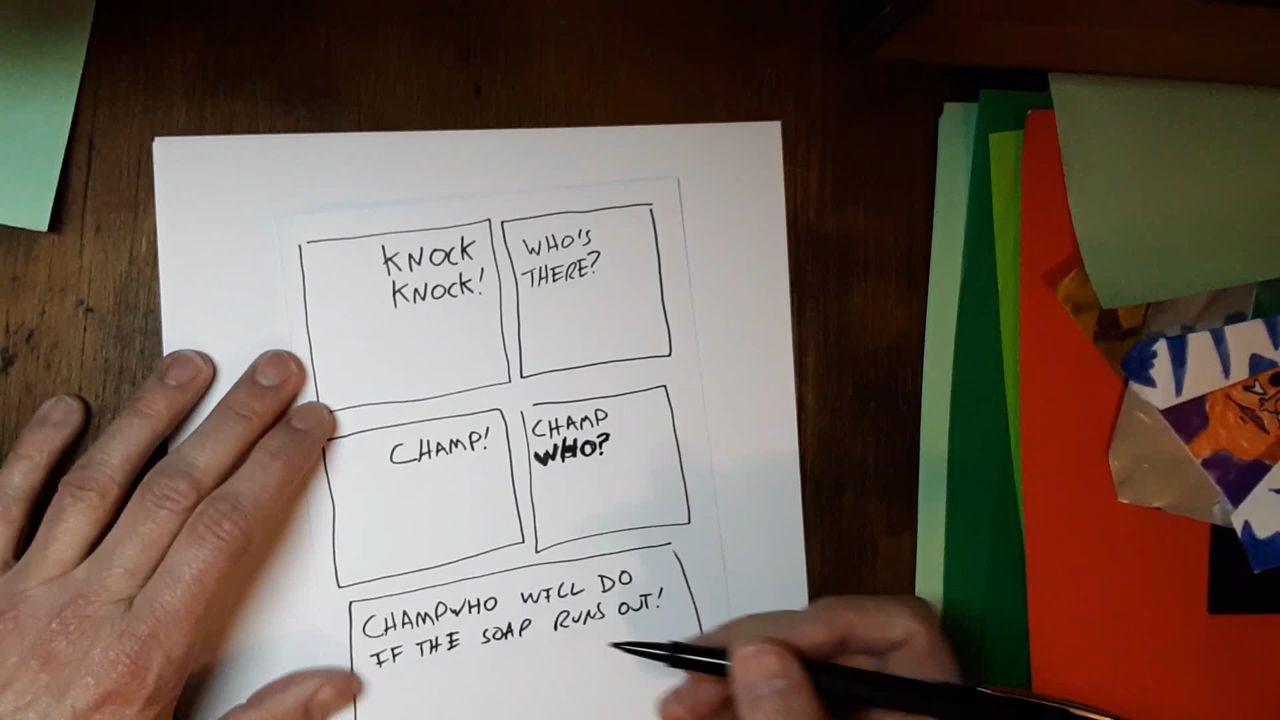 KNOCK
KNOCK!
WHO'S
THERE?
CHAMP!
CHAMP
WHO?
CHAMPWHO WILL DO
IF THE SOAP RUNS OUT!